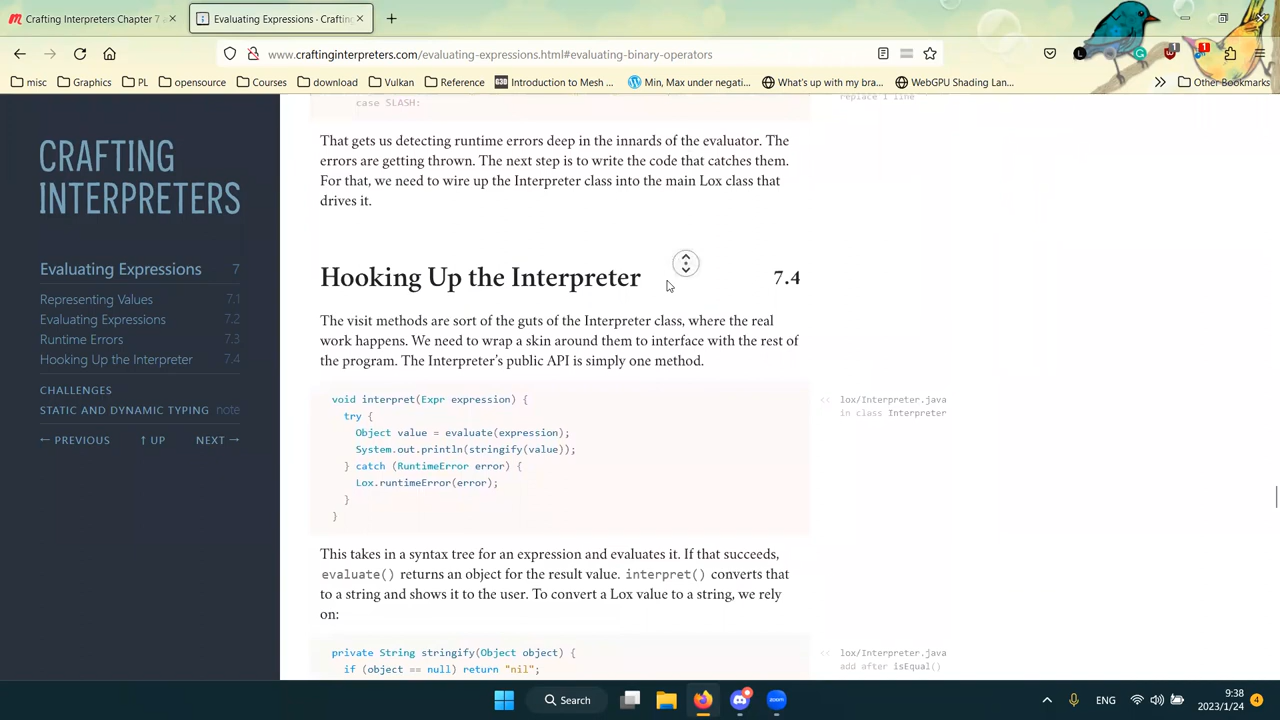 Crafting Interpreters Chapter 7
Evaluating Expressions · Crafting
www.craftinginterpreters.com/evaluating-expressions.html#evaluating-binary-operators
misc
Graphics
PL
opensource
Courses
download
Vulkan
Reference
Introduction to Mesh ...
Min, Max under negati...
What's up with my bra...
WebGPU Shading Lan...
Other Bookmarks
CRAFTING
INTERPRETERS
Evaluating Expressions 7
Representing Values 7.1
Evaluating Expressions 7.2
Runtime Errors 7.3
Hooking Up the Interpreter 7.4
CHALLENGES
STATIC AND DYNAMIC TYPING note
← PREVIOUS ↑ UP NEXT →
case SLASH:
replace 1 line
That gets us detecting runtime errors deep in the innards of the evaluator. The
errors are getting thrown. The next step is to write the code that catches them.
For that, we need to wire up the Interpreter class into the main Lox class that
drives it.
Hooking Up the Interpreter 7.4
The visit methods are sort of the guts of the Interpreter class, where the real
work happens. We need to wrap a skin around them to interface with the rest of
the program. The Interpreter's public API is simply one method.
void interpret(Expr expression) {
try {
Object value = evaluate(expression);
System.out.println(stringify(value));
} catch (RuntimeError error) {
Lox.runtimeError(error);
}
}
<< lox/Interpreter.java
in class Interpreter
This takes in a syntax tree for an expression and evaluates it. If that succeeds,
evaluate() returns an object for the result value. interpret() converts that
to a string and shows it to the user. To convert a Lox value to a string, we rely
on:
private String stringify(Object object) {
if (object == null) return "nil";
<< lox/Interpreter.java
add after isEqual()
Search
ENG
9:38
2023/1/24
4